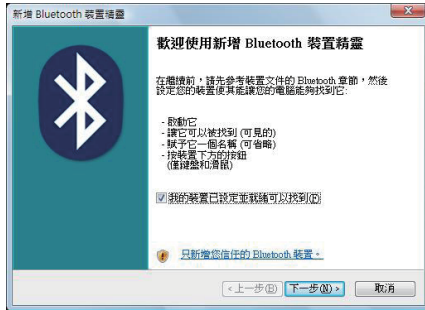 新增 Bluetooth 裝置精靈
歡迎使用新增 Bluetooth 裝置精靈
在繼續前，請先參考裝置文件的 Bluetooth 章節，然後
設定您的裝置使其能讓您的電腦能夠找到它:
- 啟動它
- 讓它可以被找到 (可見的)
- 賦予它一個名稱 (可省略)
- 按裝置下方的按鈕
(僅鍵盤和滑鼠)
我的裝置已設定並就緒可以找到(F)
只新增您信任的 Bluetooth 裝置。
<上一步(B) 下一步(N)> 取消